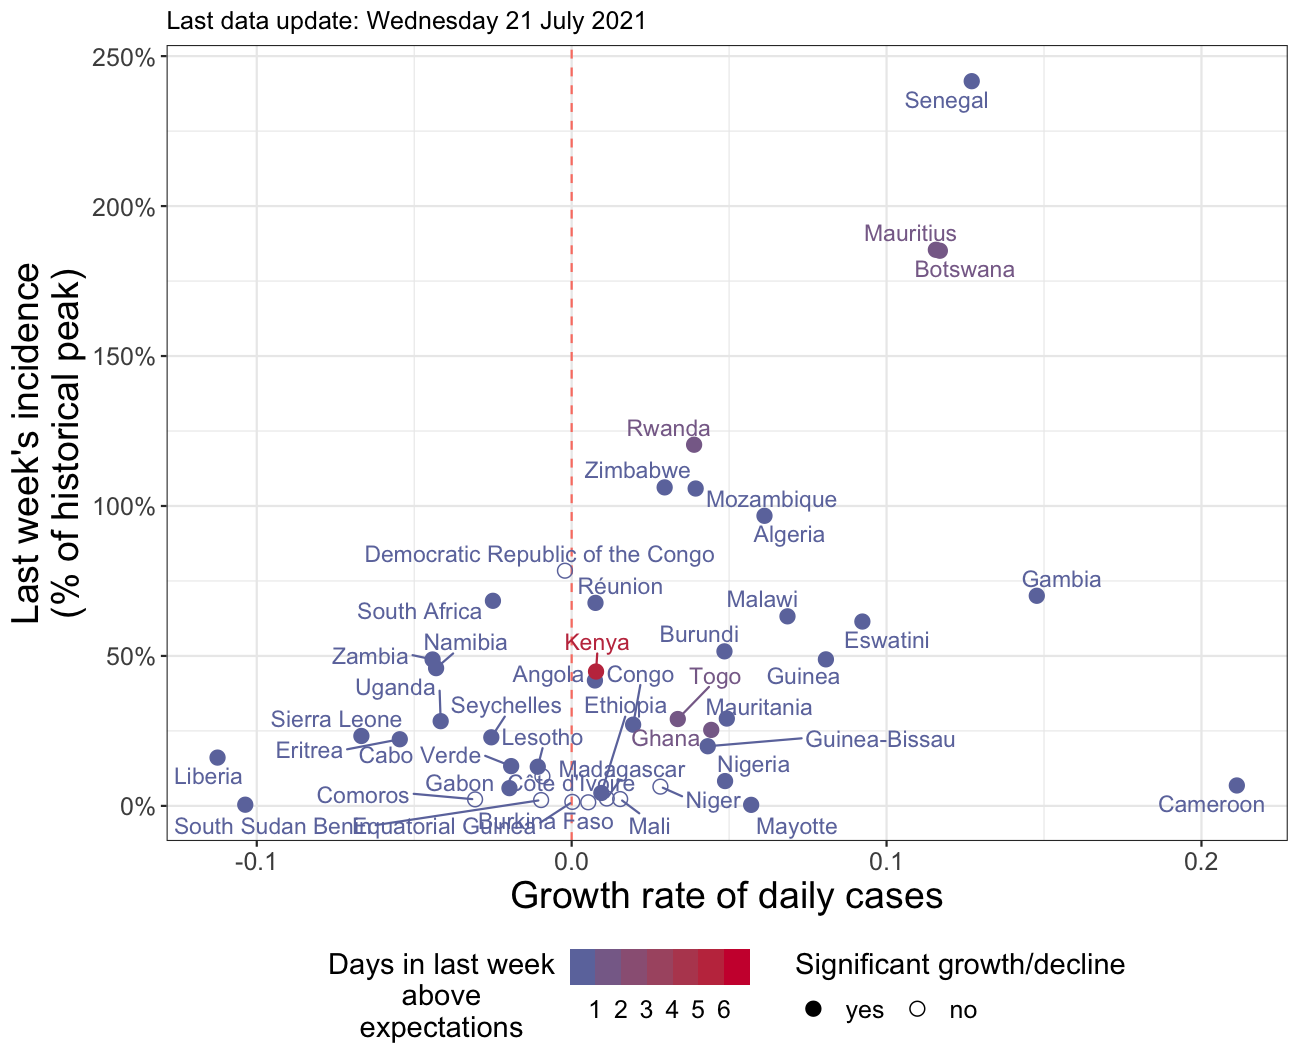 Last data update: Wednesday 21 July 2021
250%
200%
150%
100%
50%
0%
Last week's incidence
(% of historical peak)
Senegal
Mauritius
Botswana
Rwanda
Zimbabwe
Mozambique
Algeria
Democratic Republic of the Congo
Réunion
Gambia
South Africa
Malawi
Eswatini
Burundi
Kenya
Namibia
Zambia
Angola
Congo
Togo
Guinea
Uganda
Seychelles
Ethiopia
Mauritania
Sierra Leone
Lesotho
Ghana
Guinea-Bissau
Eritrea
Cabo Verde
Madagascar
Nigeria
Liberia
Gabon
Côte d'Ivoire
Comoros
Niger
Cameroon
South Sudan
Benin
Equatorial Guinea
Burkina Faso
Mali
Mayotte
-0.1
0.0
0.1
0.2
Growth rate of daily cases
Days in last week
above
expectations
1 2 3 4 5 6
Significant growth/decline
yes
no